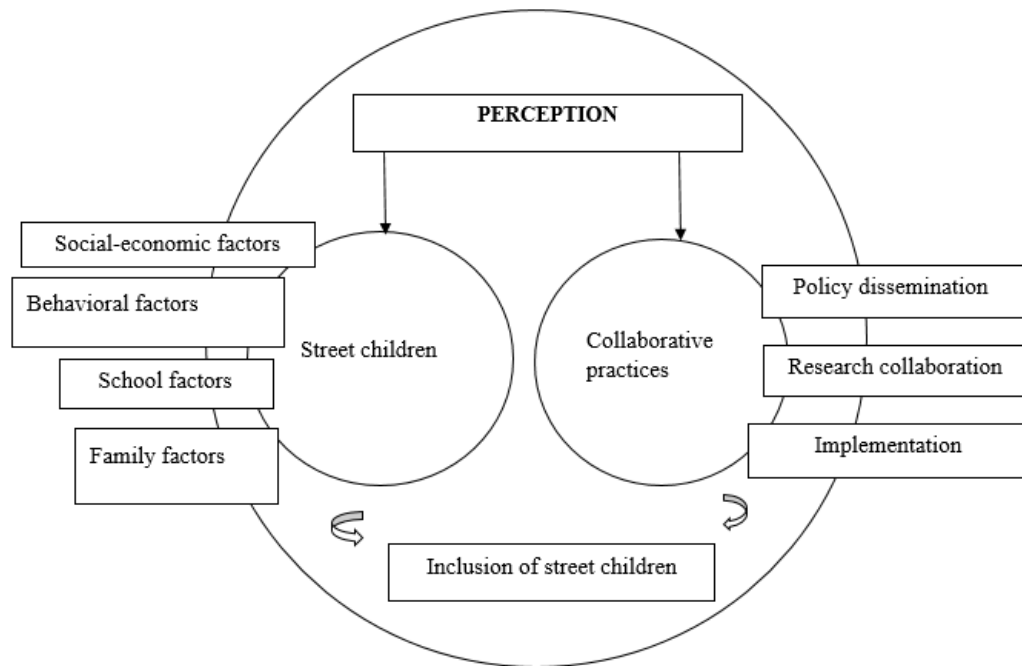 PERCEPTION
Social-economic factors
Behavioral factors
School factors
Family factors
Street children
Collaborative
practices
Policy dissemination
Research collaboration
Implementation
Inclusion of street children